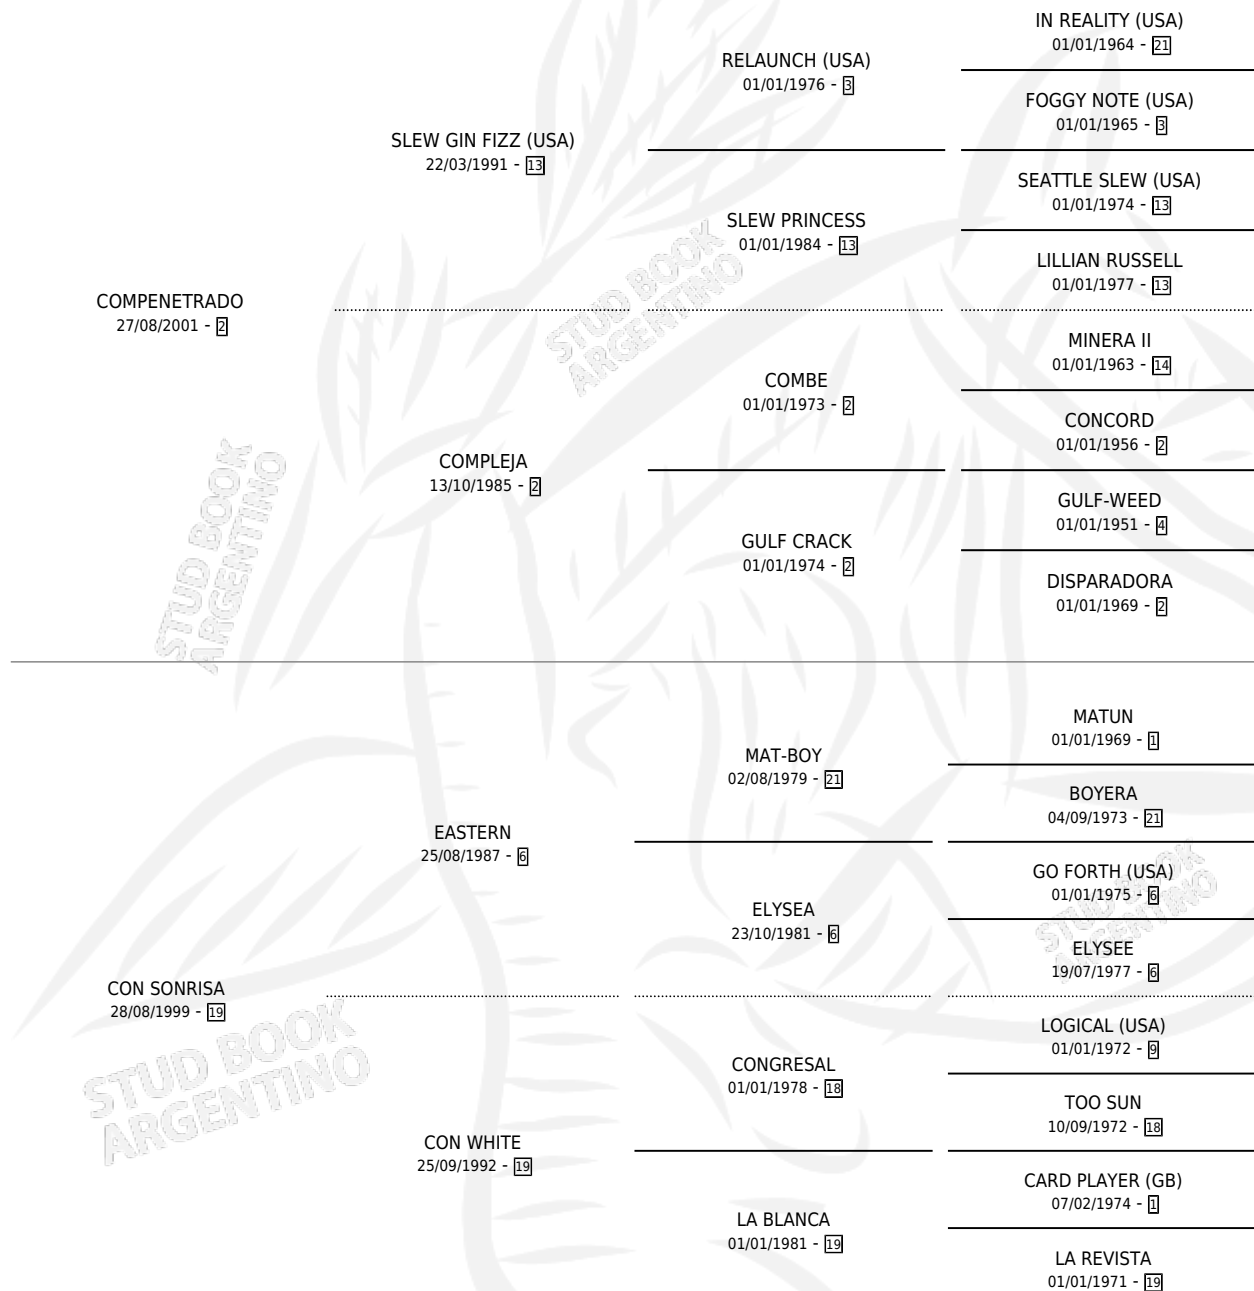 IN REALITY (USA)
01/01/1964 - 21
RELAUNCH (USA)
01/01/1976 - 3
FOGGY NOTE (USA)
01/01/1965 - 3
SLEW GIN FIZZ (USA)
22/03/1991 - 13
SEATTLE SLEW (USA)
01/01/1974 - 13
SLEW PRINCESS
01/01/1984 - 13
LILLIAN RUSSELL
01/01/1977 - 13
COMPENETRADO
27/08/2001 - 2
STUD BOOK
ARGENTINO
MINERA II
01/01/1963 - 14
COMBE
01/01/1973 - 2
CONCORD
01/01/1956 - 2
COMPLEJA
13/10/1985 - 2
GULF-WEED
01/01/1951 - 4
GULF CRACK
01/01/1974 - 2
DISPARADORA
01/01/1969 - 2
STUD BOOK
ARGENTINO
MATUN
01/01/1969 - 1
MAT-BOY
02/08/1979 - 21
BOYERA
04/09/1973 - 21
EASTERN
25/08/1987 - 6
GO FORTH (USA)
01/01/1975 - 6
ELYSEA
23/10/1981 - 6
ELYSEE
19/07/1977 - 6
STUD BOOK
ARGENTINO
CON SONRISA
28/08/1999 - 19
LOGICAL (USA)
01/01/1972 - 9
CONGRESAL
01/01/1978 - 18
TOO SUN
10/09/1972 - 18
STUD BOOK
ARGENTINO
CON WHITE
25/09/1992 - 19
CARD PLAYER (GB)
07/02/1974 - 1
LA BLANCA
01/01/1981 - 19
LA REVISTA
01/01/1971 - 19